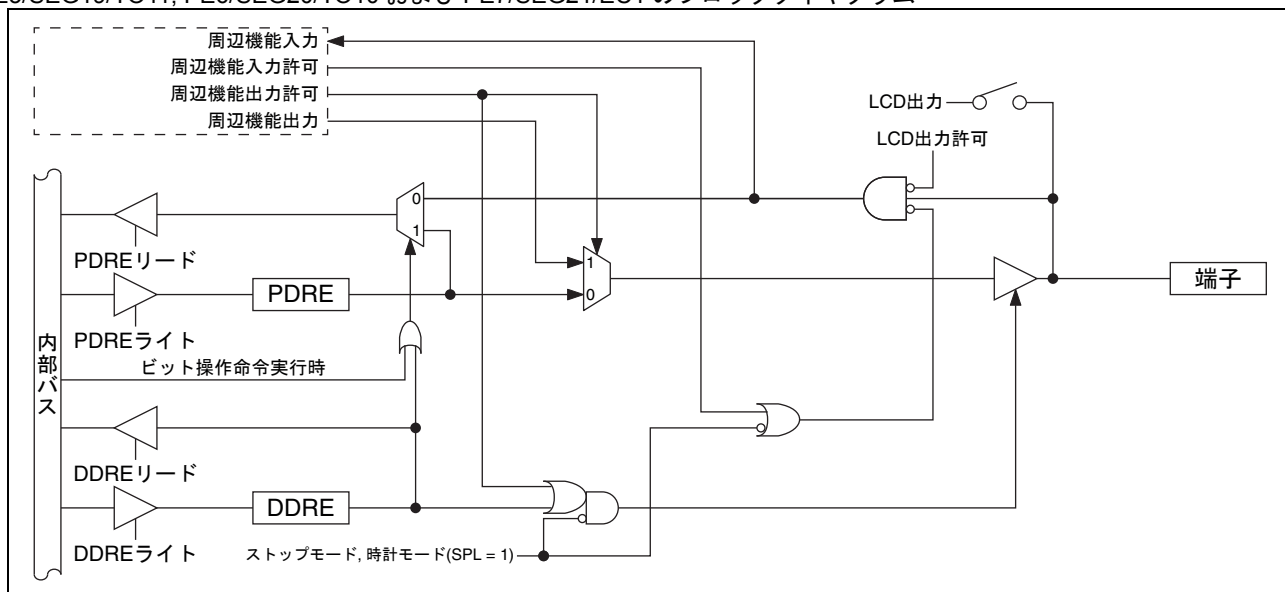 周辺機能入力
周辺機能入力許可
周辺機能出力許可
周辺機能出力
LCD出力
LCD出力許可
0
1
PDREリード
1
PDRE
0
端子
PDREライト
内部バス
ビット操作命令実行時
DDREリード
DDRE
DDREライト
ストップモード, 時計モード(SPL = 1)